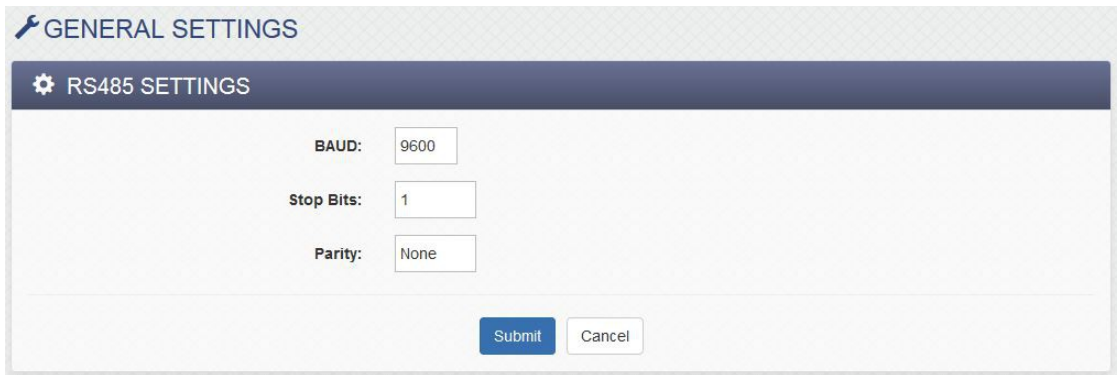 GENERAL SETTINGS
RS485 SETTINGS
BAUD: 9600
Stop Bits: 1
Parity: None
Submit Cancel